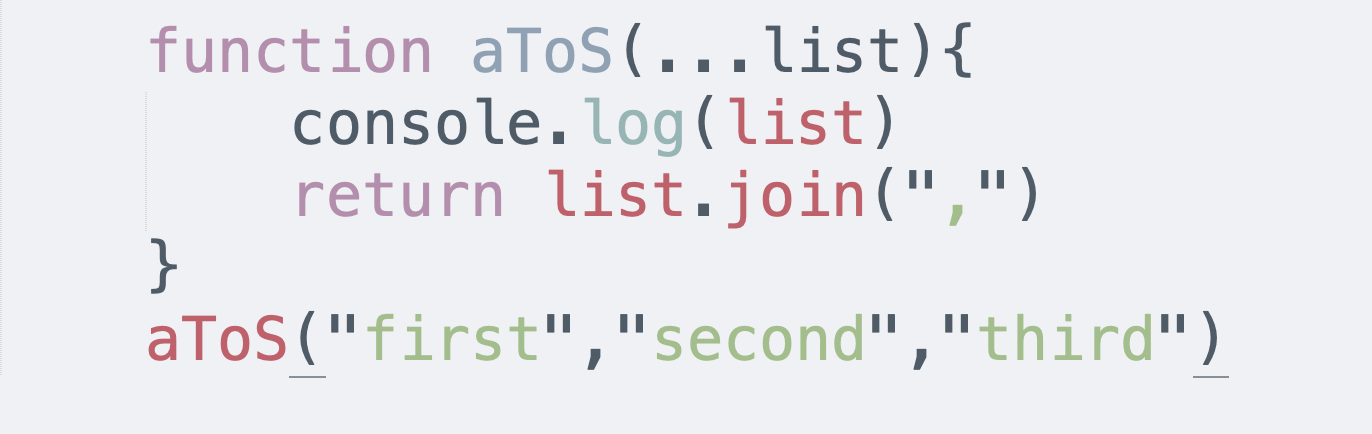 function aToS(...list){
    console.log(list)
    return list.join(",")
}
aToS("first","second","third")